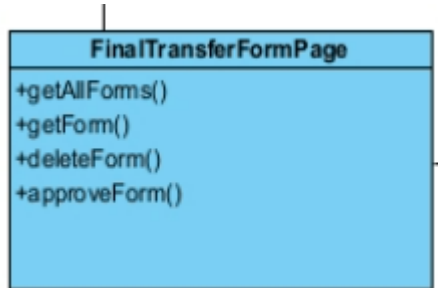 FinalTransferFormPage
+getAllForms()
+getForm()
+deleteForm()
+approveForm()